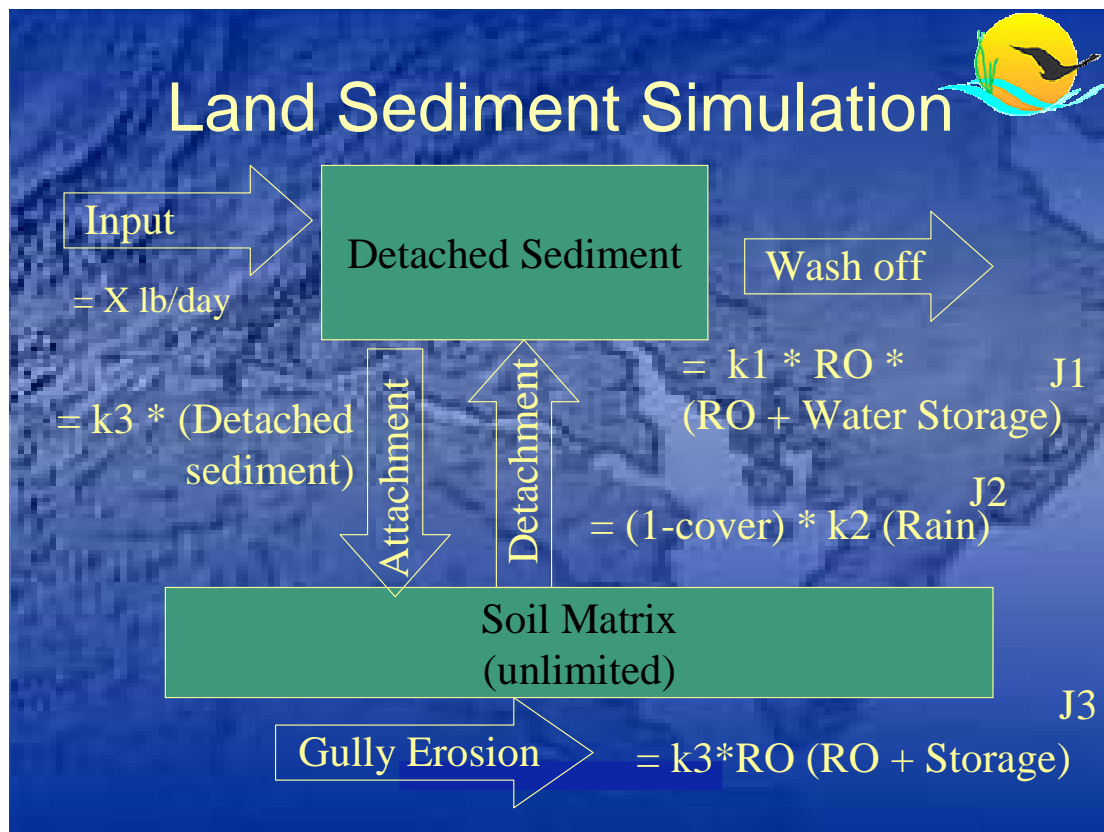 Land Sediment Simulation
Input
= X lb/day
Detached Sediment
Wash off
= k1 * RO *
(RO + Water Storage)
J1
= k3 * (Detached
sediment)
Attachment
Detachment
= (1-cover) * k2 (Rain)
J2
Soil Matrix
(unlimited)
Gully Erosion
= k3*RO (RO + Storage)
J3